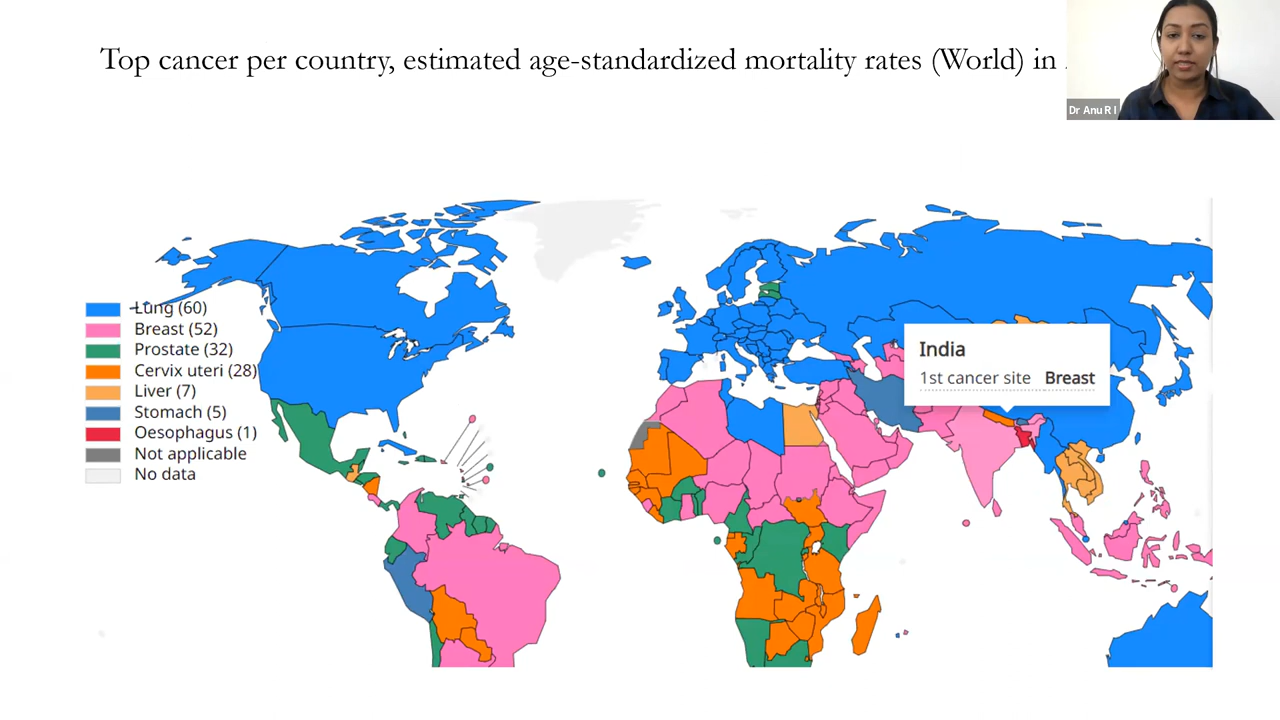 Top cancer per country, estimated age-standardized mortality rates (World) in
Dr Anu R I
Lung (60)
Breast (52)
Prostate (32)
Cervix uteri (28)
Liver (7)
Stomach (5)
Oesophagus (1)
Not applicable
No data
India
1st cancer site Breast